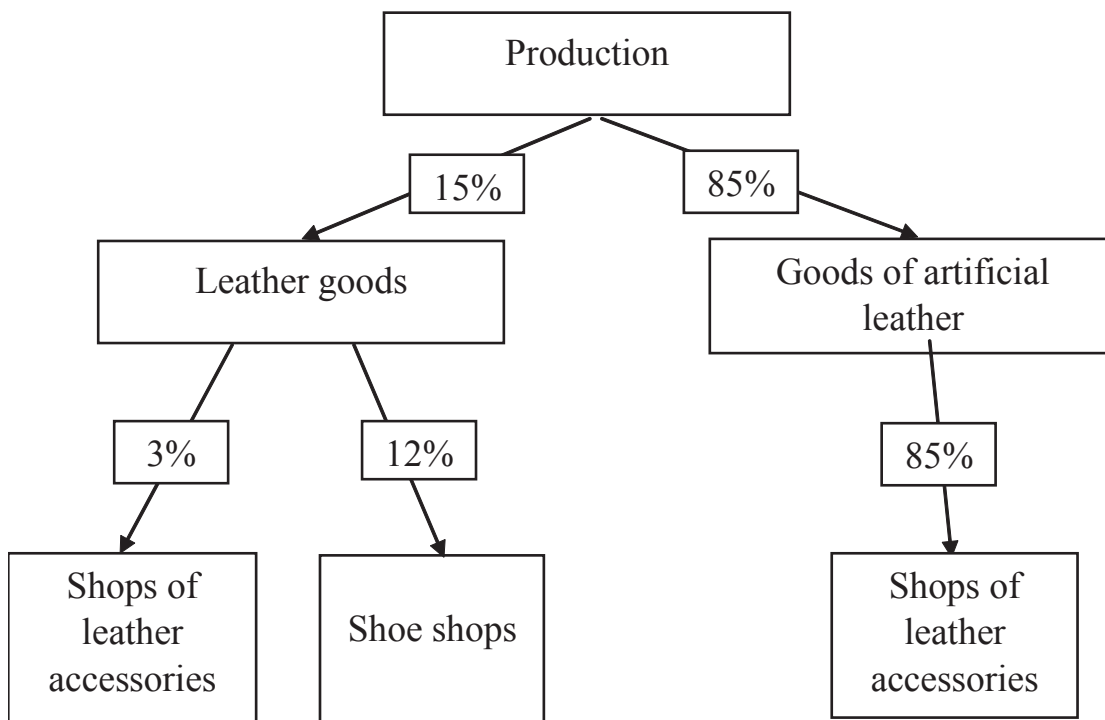 Production
15%
85%
Leather goods
Goods of artificial
leather
3%
12%
85%
Shops of
leather
accessories
Shoe shops
Shops of
leather
accessories